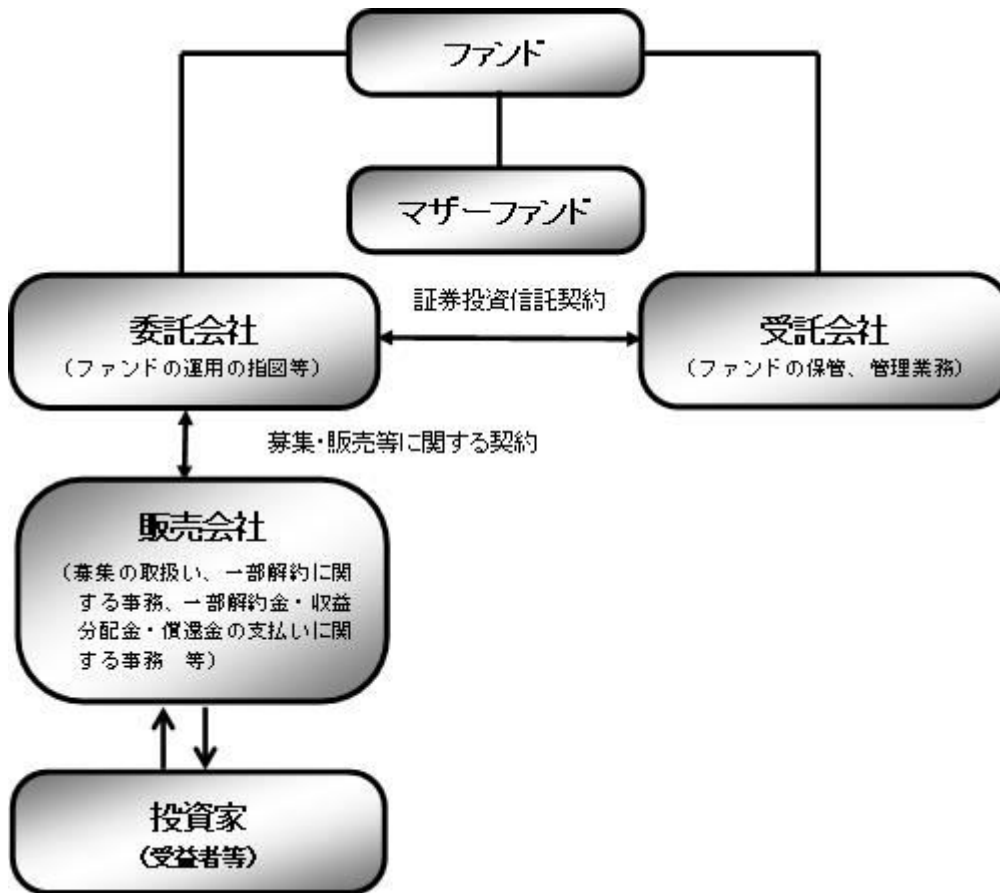 ファンド
マザーファンド
証券投資信託契約
委託会社
(ファンドの運用の指図等)
受託会社
(ファンドの保管、管理業務)
募集・販売等に関する契約
販売会社
(募集の取扱い、一部解約に関
する事務、一部解約金・収益
分配金・償還金の支払いに関
する事務　等)
投資家
(受益者等)